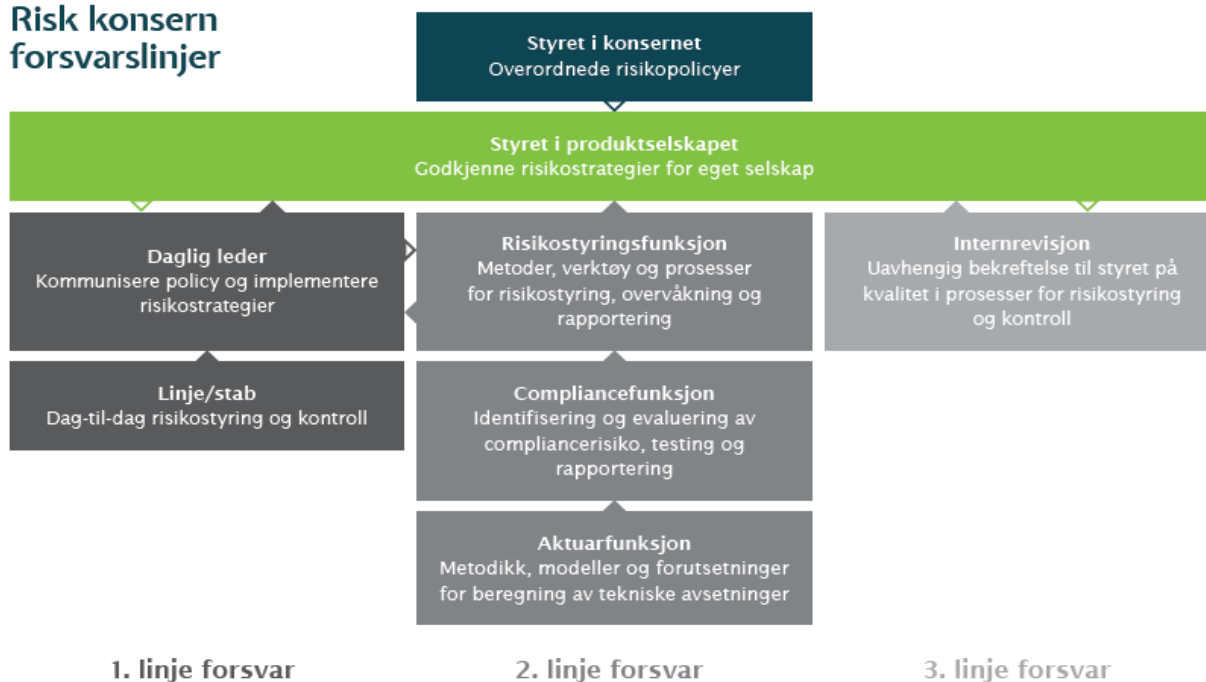 Risk konsern
forsvarslinjer
Styret i konsernet
Overordnede risikopolicyer
Styret i produktselskapet
Godkjenne risikostrategier for eget selskap
Daglig leder
Kommunisere policy og implementere
risikostrategier
Linje/stab
Dag-til-dag risikostyring og kontroll
Risikostyringsfunksjon
Metoder, verktøy og prosesser
for risikostyring, overvåkning og
rapportering
Compliancefunksjon
Identifisering og evaluering av
compliancerisiko, testing og
rapportering
Aktuarfunksjon
Metodikk, modeller og forutsetninger
for beregning av tekniske avsetninger
Internrevisjon
Uavhengig bekreftelse til styret på
kvalitet i prosesser for risikostyring
og kontroll
1. linje forsvar
2. linje forsvar
3. linje forsvar